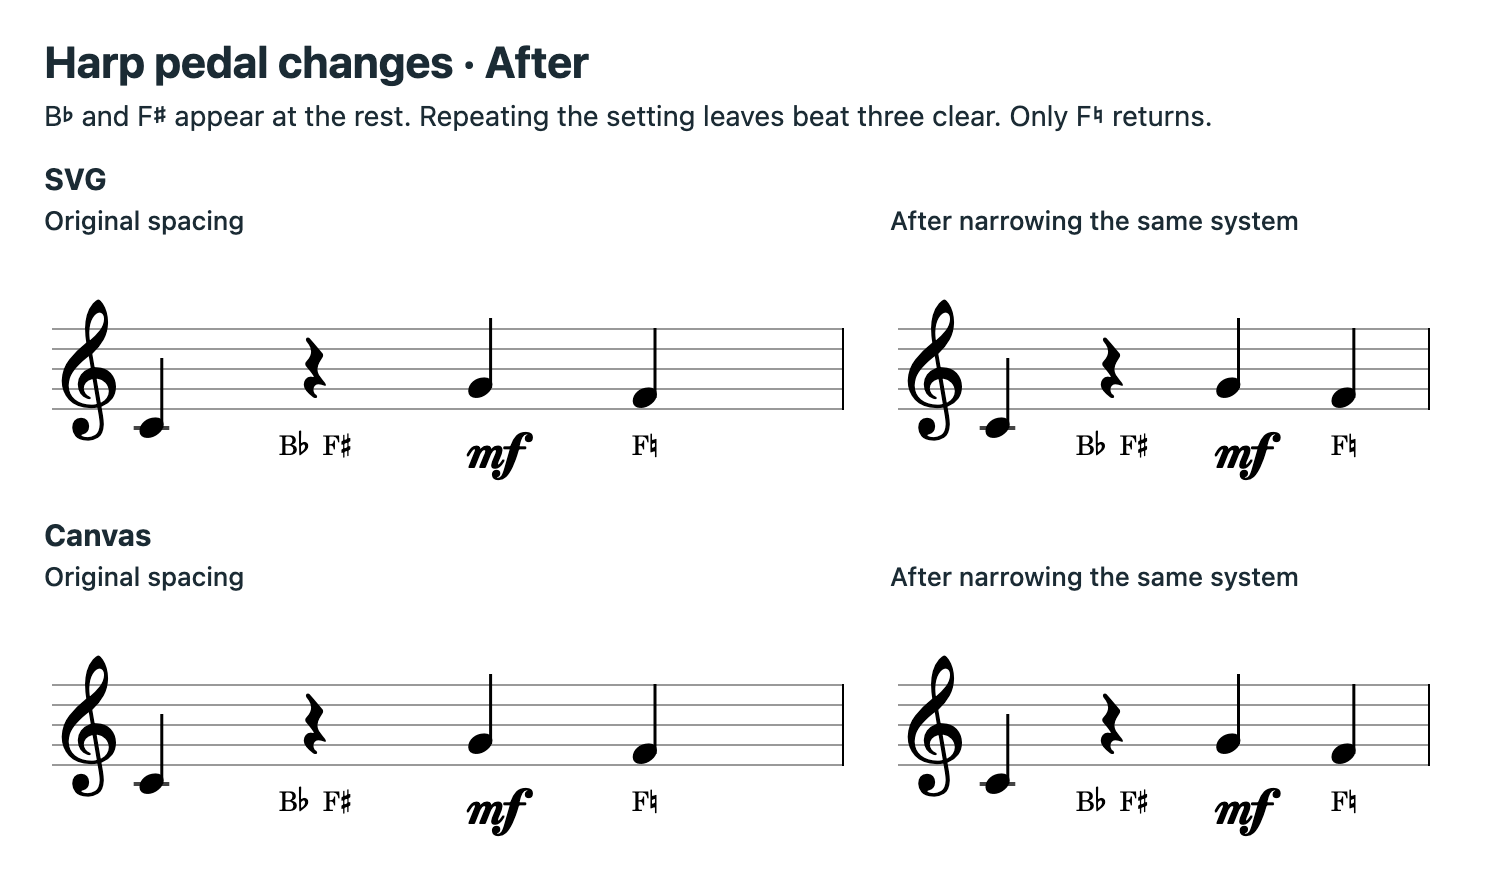 Harp pedal changes · After
B♭ and F♯ appear at the rest. Repeating the setting leaves beat three clear. Only F♮ returns.
SVG
Original spacing
After narrowing the same system
B♭ F♯ mf F♮
B♭ F♯ mf F♮
Canvas
Original spacing
After narrowing the same system
B♭ F♯ mf F♮
B♭ F♯ mf F♮